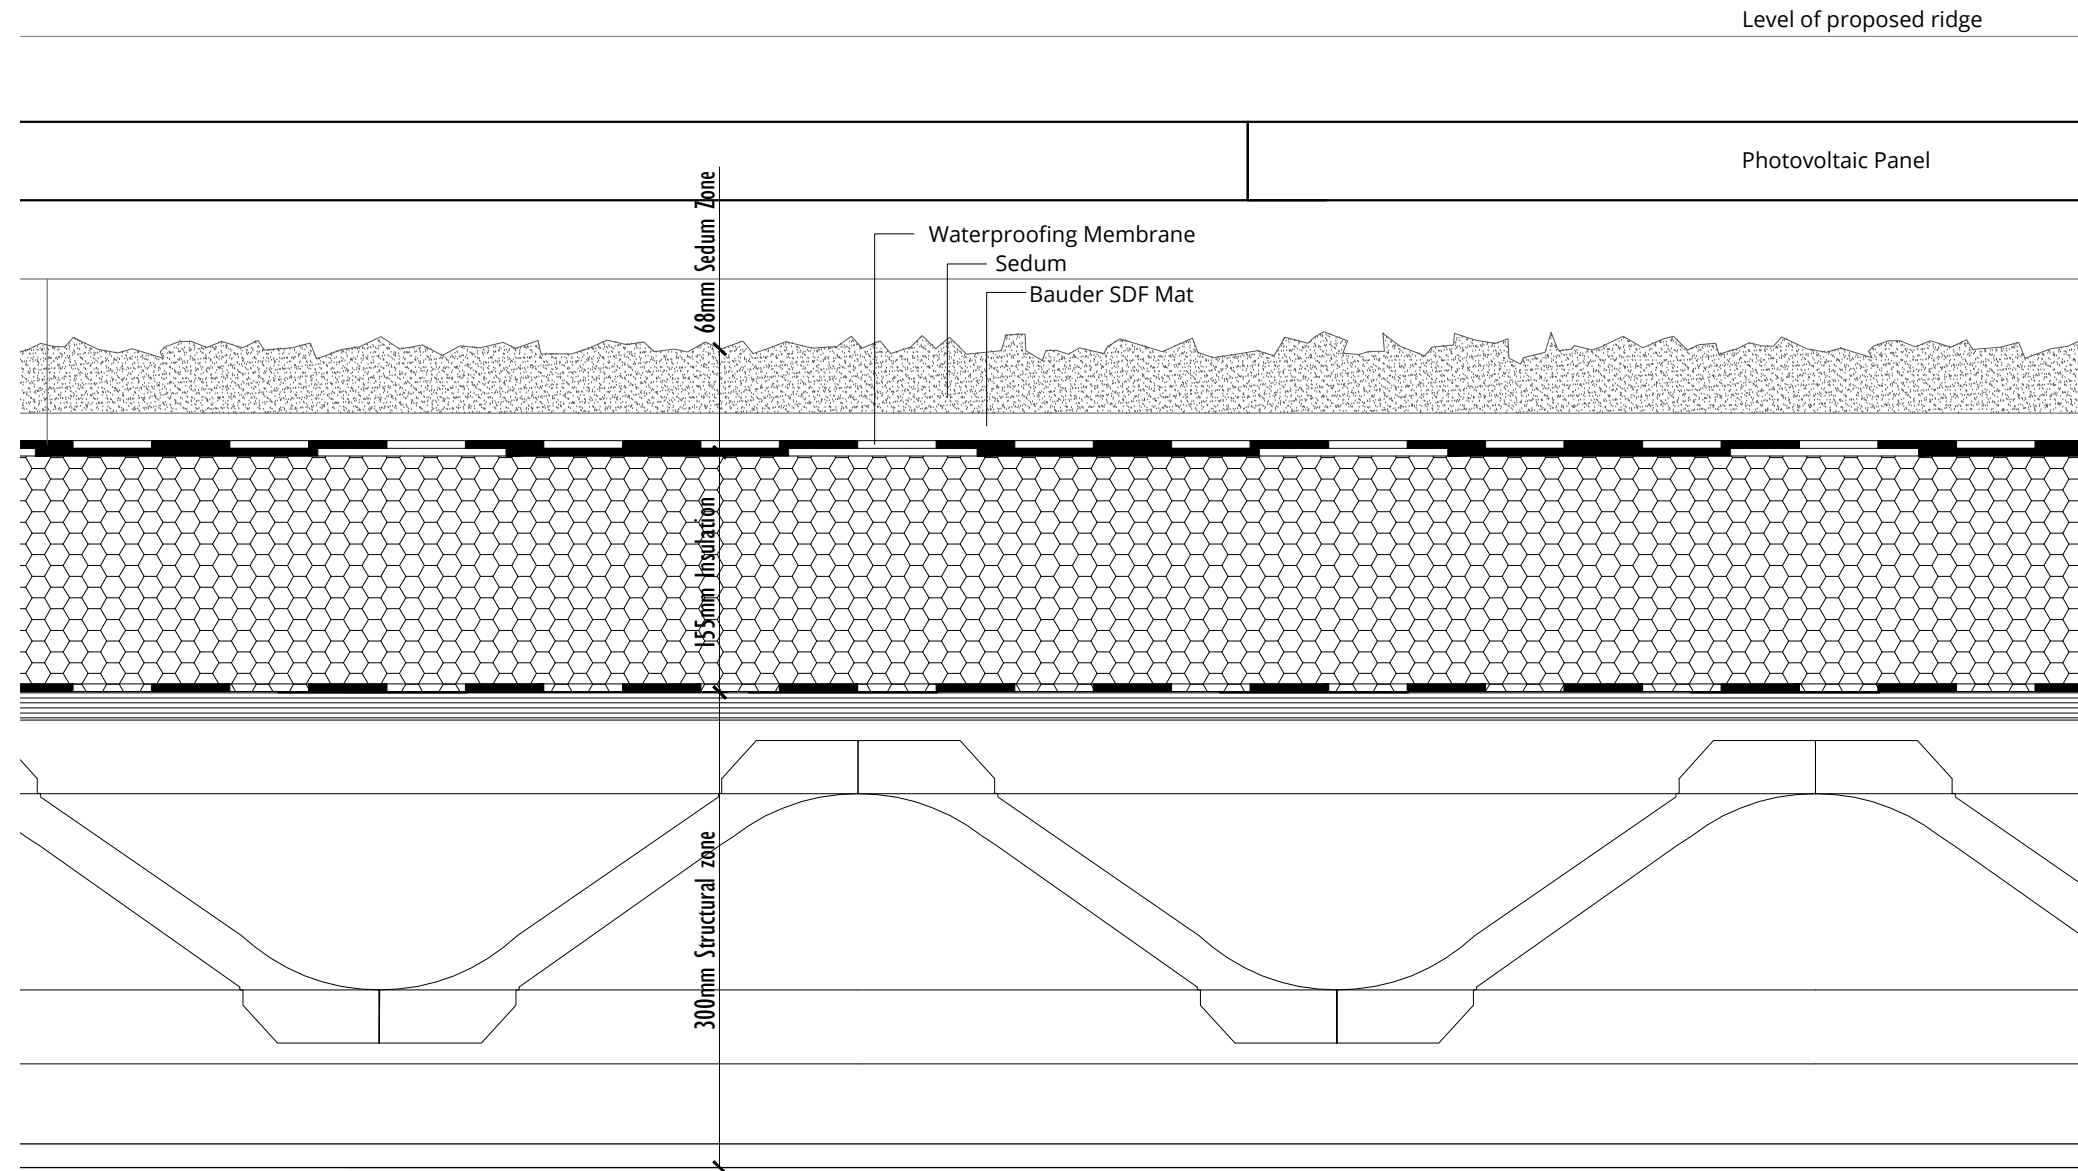 Level of proposed ridge
Photovoltaic Panel
68mm Sedum Zone
Waterproofing Membrane
Sedum
Bauder SDF Mat
155mm Insulation
300mm Structural zone